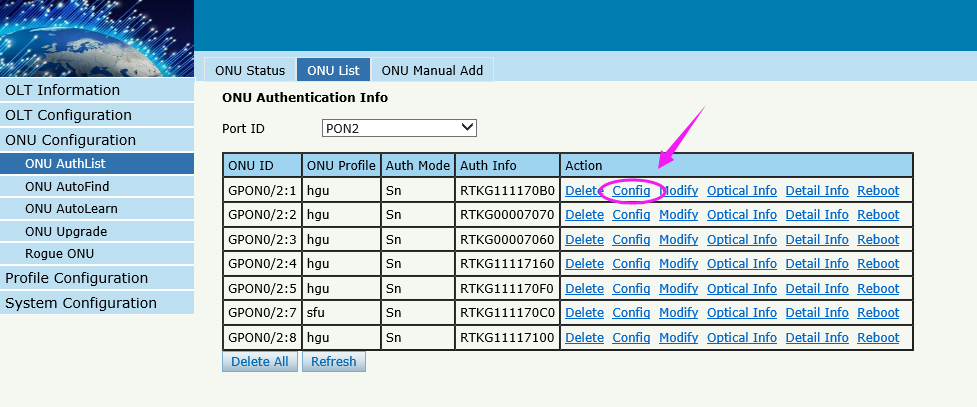 ONU Status ONU List ONU Manual Add
OLT Information
OLT Configuration
ONU Configuration
ONU AuthList
ONU AutoFind
ONU AutoLearn
ONU Upgrade
Rogue ONU
Profile Configuration
System Configuration
ONU Authentication Info
Port ID PON2
ONU ID ONU Profile Auth Mode Auth Info Action
GPON0/2:1 hgu Sn RTKG111170B0 Delete Config Modify Optical Info Detail Info Reboot
GPON0/2:2 hgu Sn RTKG00007070 Delete Config Modify Optical Info Detail Info Reboot
GPON0/2:3 hgu Sn RTKG00007060 Delete Config Modify Optical Info Detail Info Reboot
GPON0/2:4 hgu Sn RTKG11117160 Delete Config Modify Optical Info Detail Info Reboot
GPON0/2:5 hgu Sn RTKG111170F0 Delete Config Modify Optical Info Detail Info Reboot
GPON0/2:7 sfu Sn RTKG111170C0 Delete Config Modify Optical Info Detail Info Reboot
GPON0/2:8 hgu Sn RTKG11117100 Delete Config Modify Optical Info Detail Info Reboot
Delete All Refresh